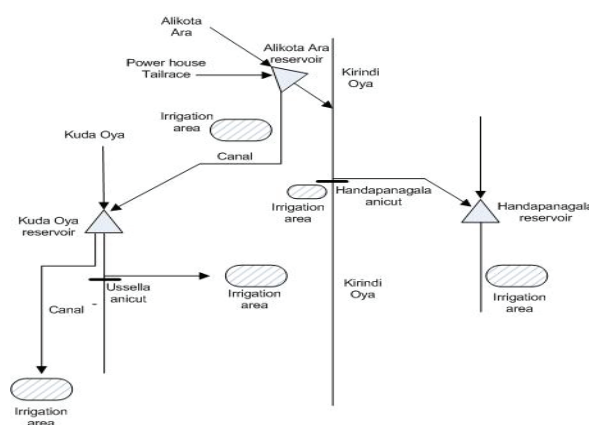 Alikota
Ara
Alikota Ara
reservoir
Power house
Tailrace
Kirindi
Oya
Irrigation
area
Kuda Oya
Canal
Irrigation
area
Handapanagala
anicut
Handapanagala
reservoir
Kuda Oya
reservoir
Ussella
anicut
Irrigation
area
Kirindi
Oya
Irrigation
area
Canal
Irrigation
area